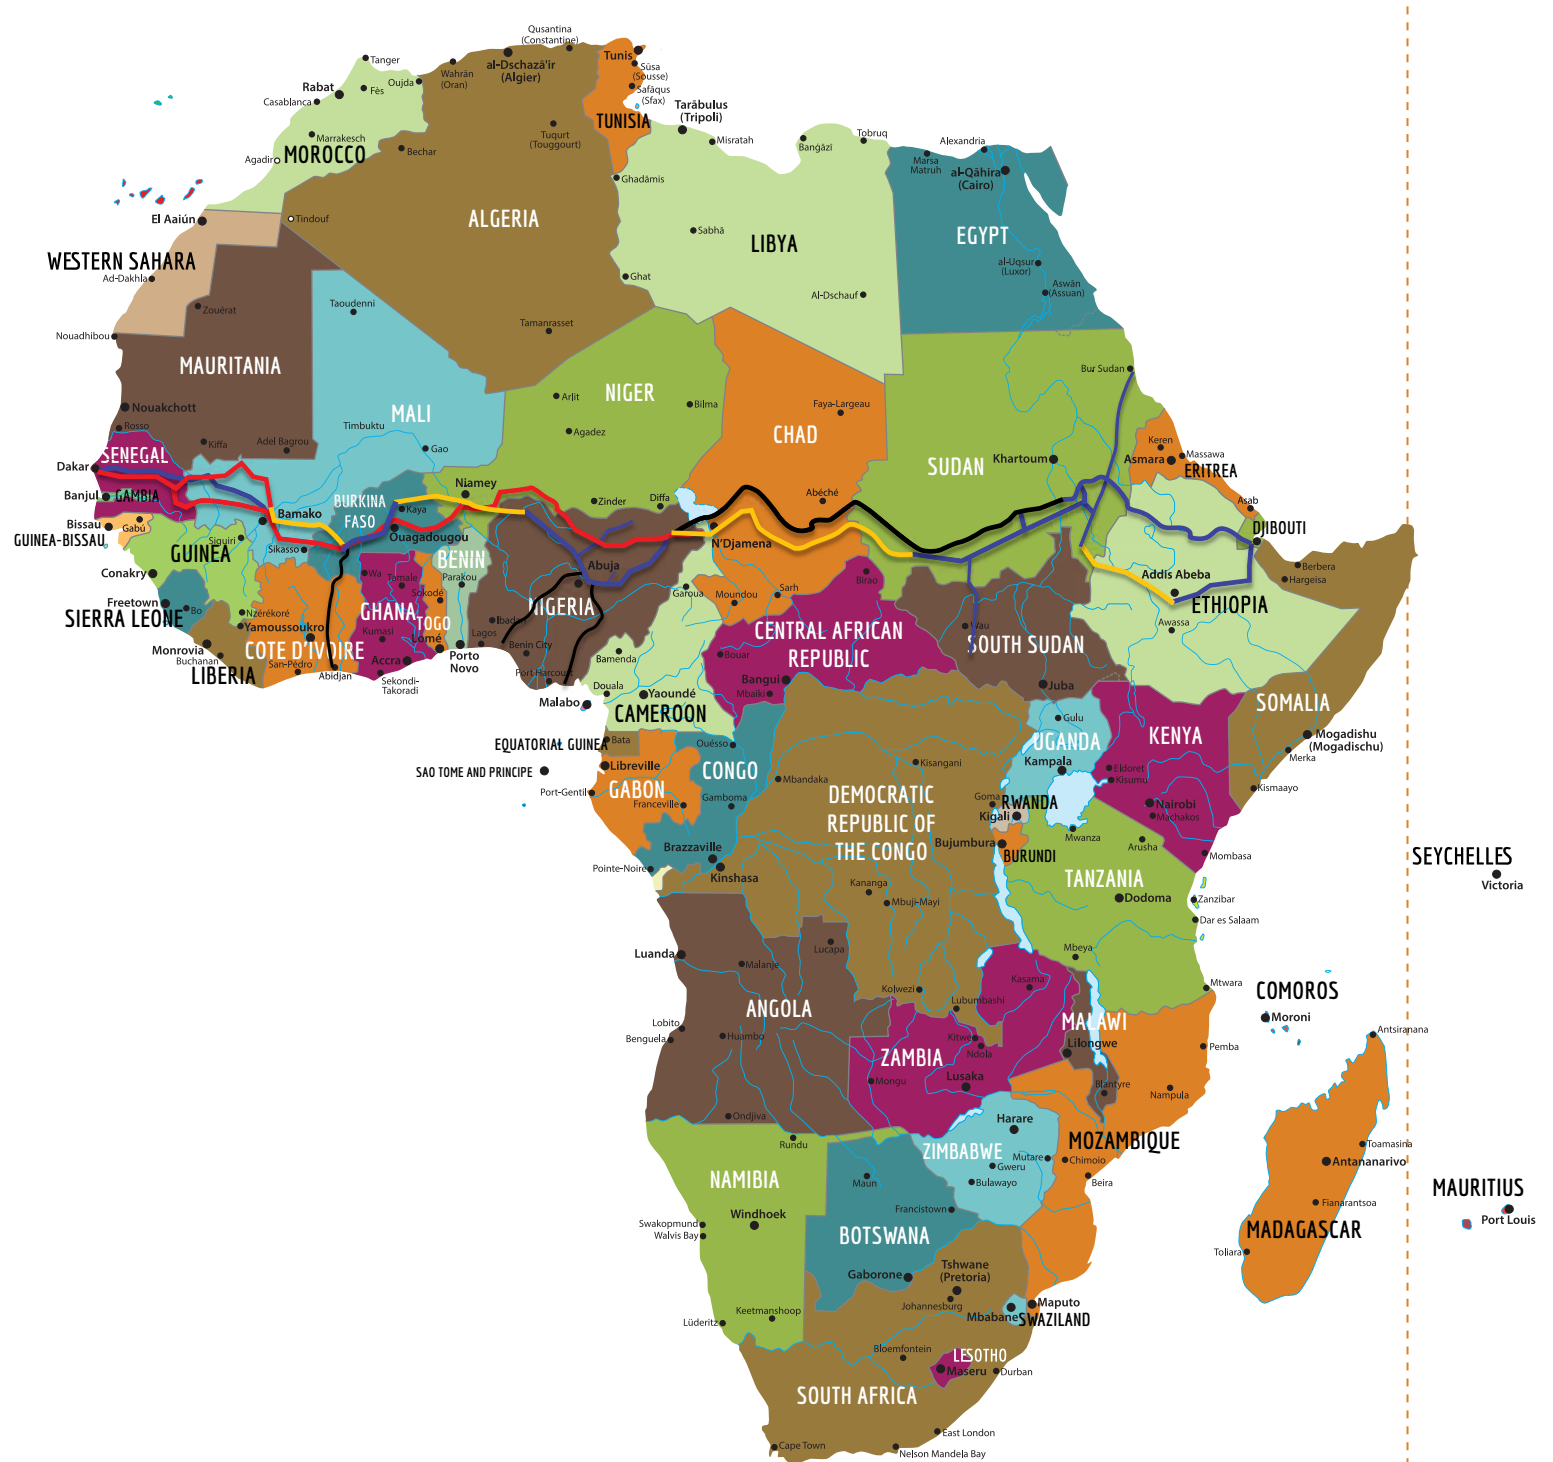 Qusantina
(Constantine)
Tunis
Tanger
al-Dschazā'ir
(Algier)
Wahrān
(Oran)
Sūsa
(Sousse)
Oujda
Rabat
Fès
Safāqus
(Sfax)
Casablanca
Tarābulus
(Tripoli)
TUNISIA
Tuqurt
(Touggourt)
Marrakesch
Misratah
Banġāzī
Tobruq
Alexandria
MOROCCO
Agadir
Bechar
Marsa
Matruh
al-Qāhira
(Cairo)
Ghadāmis
El Aaiún
Tindouf
ALGERIA
Sabhā
LIBYA
EGYPT
WESTERN SAHARA
Ad-Dakhla
al-Uqsur
(Luxor)
Ghat
Aswān
(Assuan)
Al-Dschauf
Zouérat
Taoudenni
Tamanrasset
Nouadhibou
MAURITANIA
Bur Sudan
NIGER
Arlit
Bilma
Nouakchott
MALI
Faya-Largeau
Rosso
Timbuktu
Agadez
CHAD
Kiffa
Adel Bagrou
Gao
Keren
Massawa
SENEGAL
Dakar
Khartoum
SUDAN
Asmara
ERITREA
Banjul
GAMBIA
Niamey
Zinder
Diffa
Abéché
Asab
BURKINA
FASO
Kaya
Bamako
Bissau
Gabú
GUINEA-BISSAU
Ouagadougou
N'Djamena
DJIBOUTI
Siguiri
GUINEA
Sikasso
BENIN
Abuja
Berbera
Hargeisa
Conakry
Wa
Tamale
Parakou
Birao
Addis Abeba
Garoua
Moundou
Sarh
Freetown
Bo
SIERRA LEONE
Nzérékoré
Yamoussoukro
GHANA
Sokodé
TOGO
NIGERIA
ETHIOPIA
Ibadan
Lagos
Wau
Awassa
CENTRAL AFRICAN
REPUBLIC
SOUTH SUDAN
Monrovia
Buchanan
LIBERIA
COTE D'IVOIRE
Kumasi
Lomé
Accra
Porto
Novo
Benin City
Bamenda
Bouar
San-Pédro
Abidjan
Sekondi-
Takoradi
Port Harcourt
Douala
Yaoundé
Bangui
Mbaiki
Juba
Malabo
CAMEROON
SOMALIA
Gulu
KENYA
UGANDA
Mogadishu
(Mogadischu)
EQUATORIAL GUINEA
Bata
Ouésso
Merka
Kisangani
Kampala
Eldoret
Kisumu
SAO TOME AND PRINCIPE
Libreville
CONGO
Mbandaka
Kismaayo
Port-Gentil
GABON
Franceville
Gamboma
DEMOCRATIC
REPUBLIC OF
THE CONGO
Goma
RWANDA
Kigali
Nairobi
Machakos
Mwanza
Arusha
Bujumbura
BURUNDI
Mombasa
Brazzaville
Kinshasa
Pointe-Noire
SEYCHELLES
Victoria
TANZANIA
Kananga
Mbuji-Mayi
Dodoma
Zanzibar
Dar es Salaam
Luanda
Malanje
Lucapa
Mbeya
Kasama
Kolwezi
Lubumbashi
Mtwara
COMOROS
Moroni
ANGOLA
Lobito
Benguela
Huambo
MALAWI
Antsiranana
Kitwe
Ndola
Lilongwe
Pemba
ZAMBIA
Mongu
Lusaka
Blantyre
Nampula
Ondjiva
Harare
Rundu
MOZAMBIQUE
Toamasina
ZIMBABWE
Mutare
Chimoio
Gweru
Antananarivo
NAMIBIA
Maun
Bulawayo
Beira
MAURITIUS
Port Louis
Windhoek
Swakopmund
Walvis Bay
Francistown
Fianarantsoa
BOTSWANA
MADAGASCAR
Toliara
Gaborone
Tshwane
(Pretoria)
Johannesburg
Mbabane
Maputo
SWAZILAND
Keetmanshoop
Lüderitz
Bloemfontein
LESOTHO
Maseru
Durban
SOUTH AFRICA
East London
Cape Town
Nelson Mandela Bay